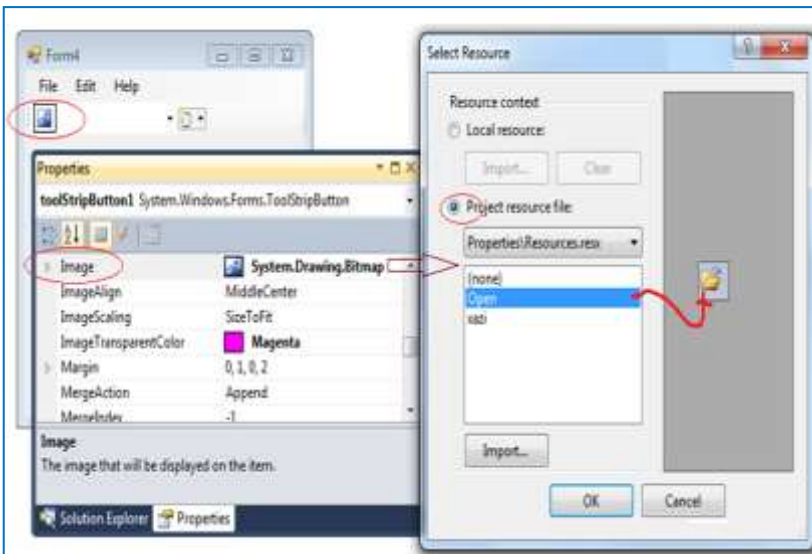 Form4
File Edit Help
Properties
toolStripButton1 System.Windows.Forms.ToolStripButton
Image System.Drawing.Bitmap
ImageAlign MiddleCenter
ImageScaling SizeToFit
ImageTransparentColor Magenta
Margin 0, 1, 0, 2
MergeAction Append
MergeIndex -1
Image
The image that will be displayed on the item.
Solution Explorer Properties
Select Resource
Resource context
Local resource:
Import... Clear
Project resource file:
Properties\Resources.resx
(none)
Open
Import...
OK Cancel